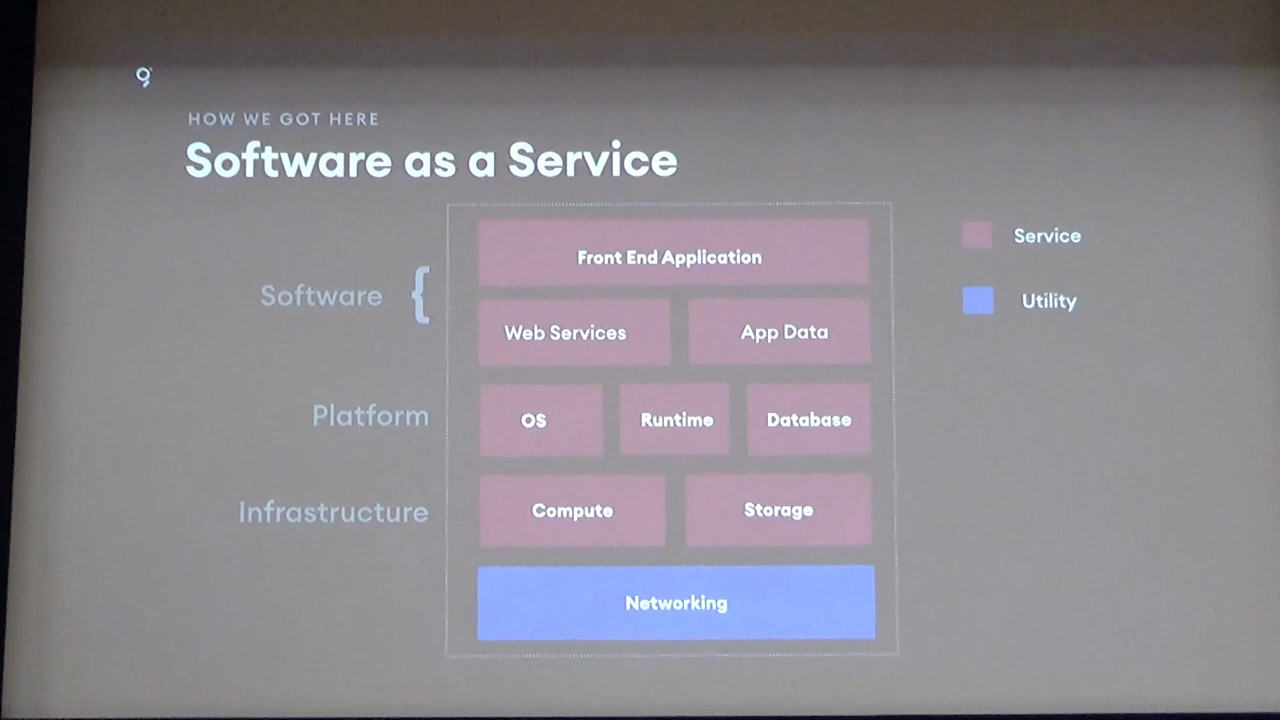 HOW WE GOT HERE
Software as a Service
Front End Application
Service
Software {
Web Services
App Data
Utility
Platform
OS
Runtime
Database
Infrastructure
Compute
Storage
Networking